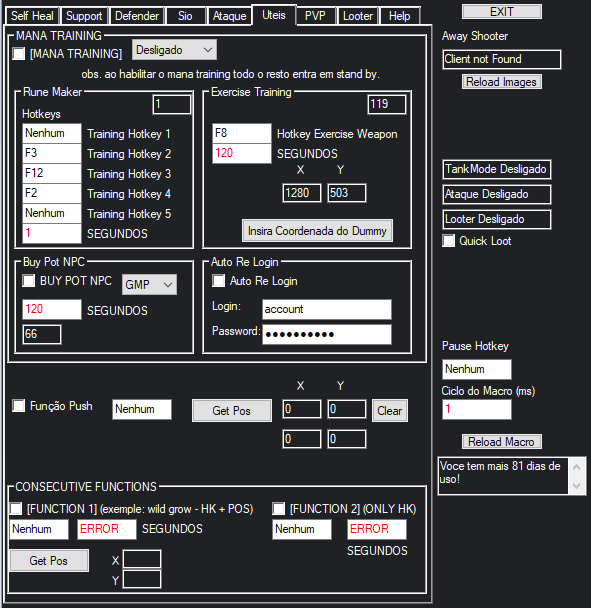 Self Heal Support Defender Sio Ataque Uteis PVP Looter Help
EXIT
MANA TRAINING
[MANA TRAINING] Desligado
obs. ao habilitar o mana training todo o resto entra em stand by.
Rune Maker
1
Hotkeys
Nenhum Training Hotkey 1
F3 Training Hotkey 2
F12 Training Hotkey 3
F2 Training Hotkey 4
Nenhum Training Hotkey 5
1 SEGUNDOS
Exercise Training
119
F8 Hotkey Exercise Weapon
120 SEGUNDOS
X Y
1280 503
Insira Coordenada do Dummy
Buy Pot NPC
BUY POT NPC GMP
120 SEGUNDOS
66
Auto Re Login
Auto Re Login
Login: account
Password: ●●●●●●●●●●
X Y
Função Push Nenhum Get Pos 0 0 Clear
0 0
CONSECUTIVE FUNCTIONS
[FUNCTION 1] (exemple: wild grow - HK + POS)
Nenhum ERROR SEGUNDOS
Get Pos X
Y
[FUNCTION 2] (ONLY HK)
Nenhum ERROR
SEGUNDOS
Away Shooter
Client not Found
Reload Images
TankMode Desligado
Ataque Desligado
Looter Desligado
Quick Loot
Pause Hotkey
Nenhum
Ciclo do Macro (ms)
1
Reload Macro
Voce tem mais 81 dias de
uso!